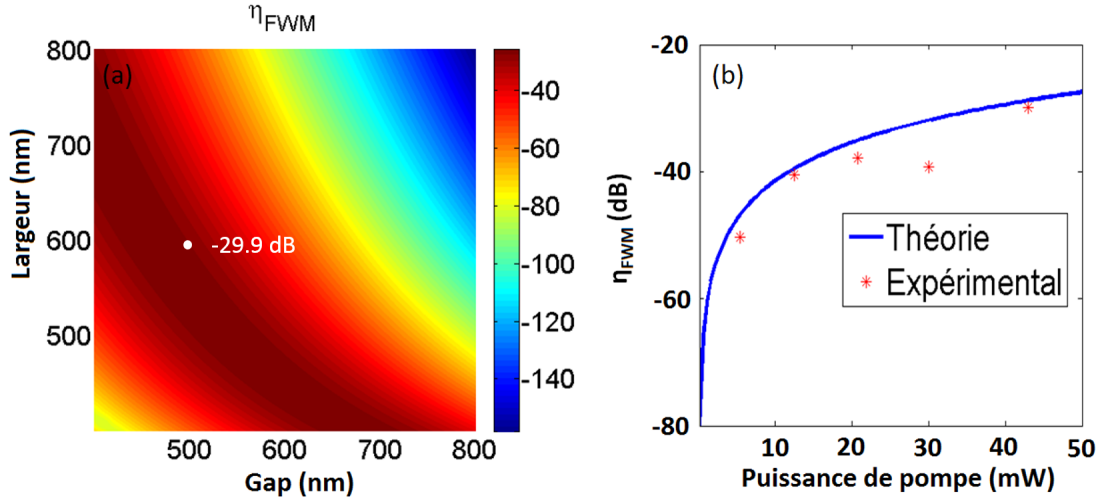 ηFWM
(a)
Largeur (nm)
800
700
600
500
-29.9 dB
500 600 700 800
Gap (nm)
-40
-60
-80
-100
-120
-140
(b)
ηFWM (dB)
-20
-40
-60
-80
Théorie
Expérimental
10 20 30 40 50
Puissance de pompe (mW)